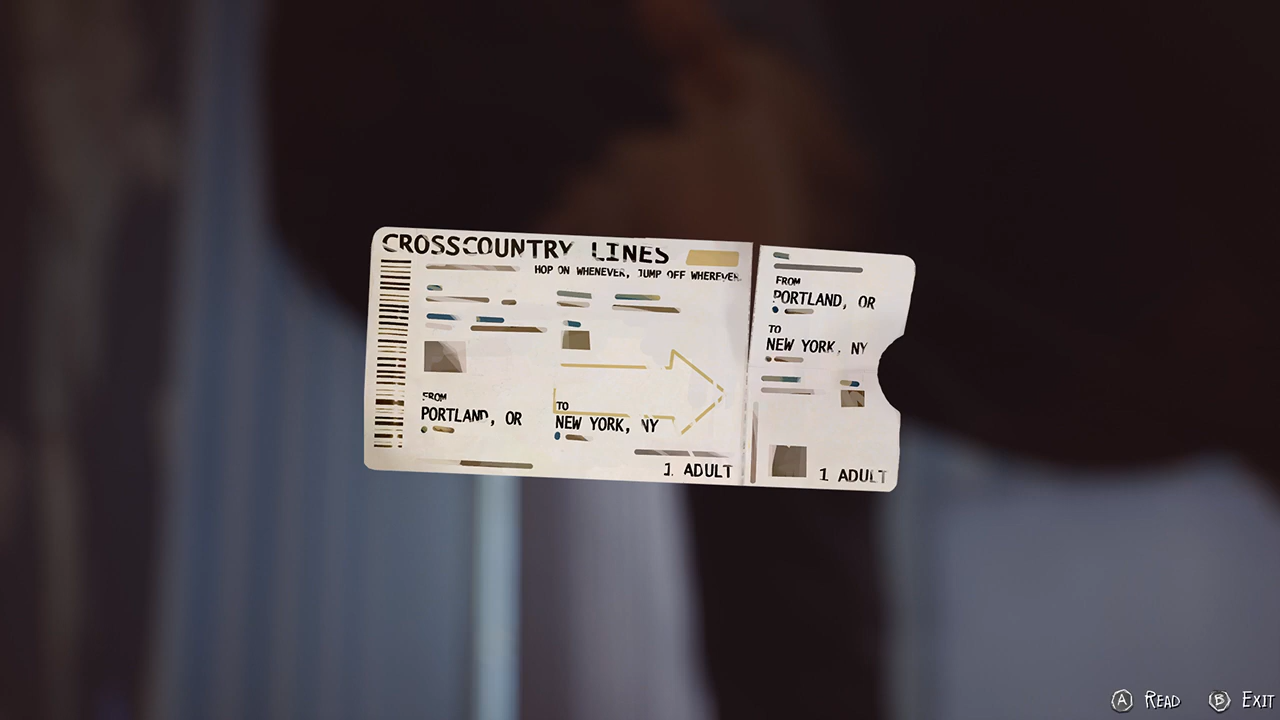 CROSSCOUNTRY LINES
HOP ON WHENEVER, JUMP OFF WHEREVER.
FROM
PORTLAND, OR
TO
NEW YORK, NY
1 ADULT
FROM
PORTLAND, OR
TO
NEW YORK, NY
1 ADULT
A READ B EXIT